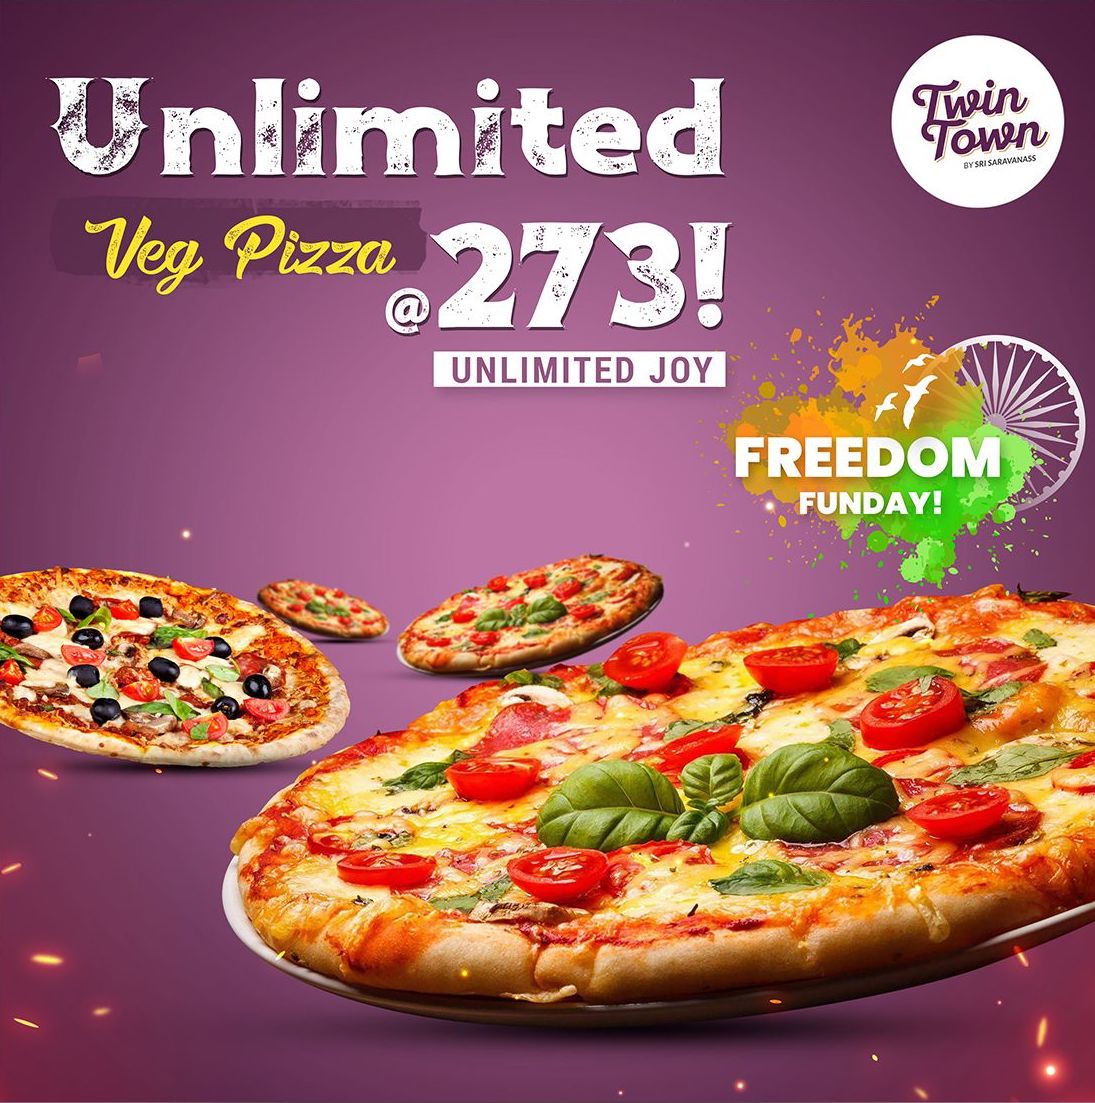 Unlimited
Veg Pizza
@273!
UNLIMITED JOY
Twin
Town
BY SRI SARAVANASS
FREEDOM
FUNDAY!